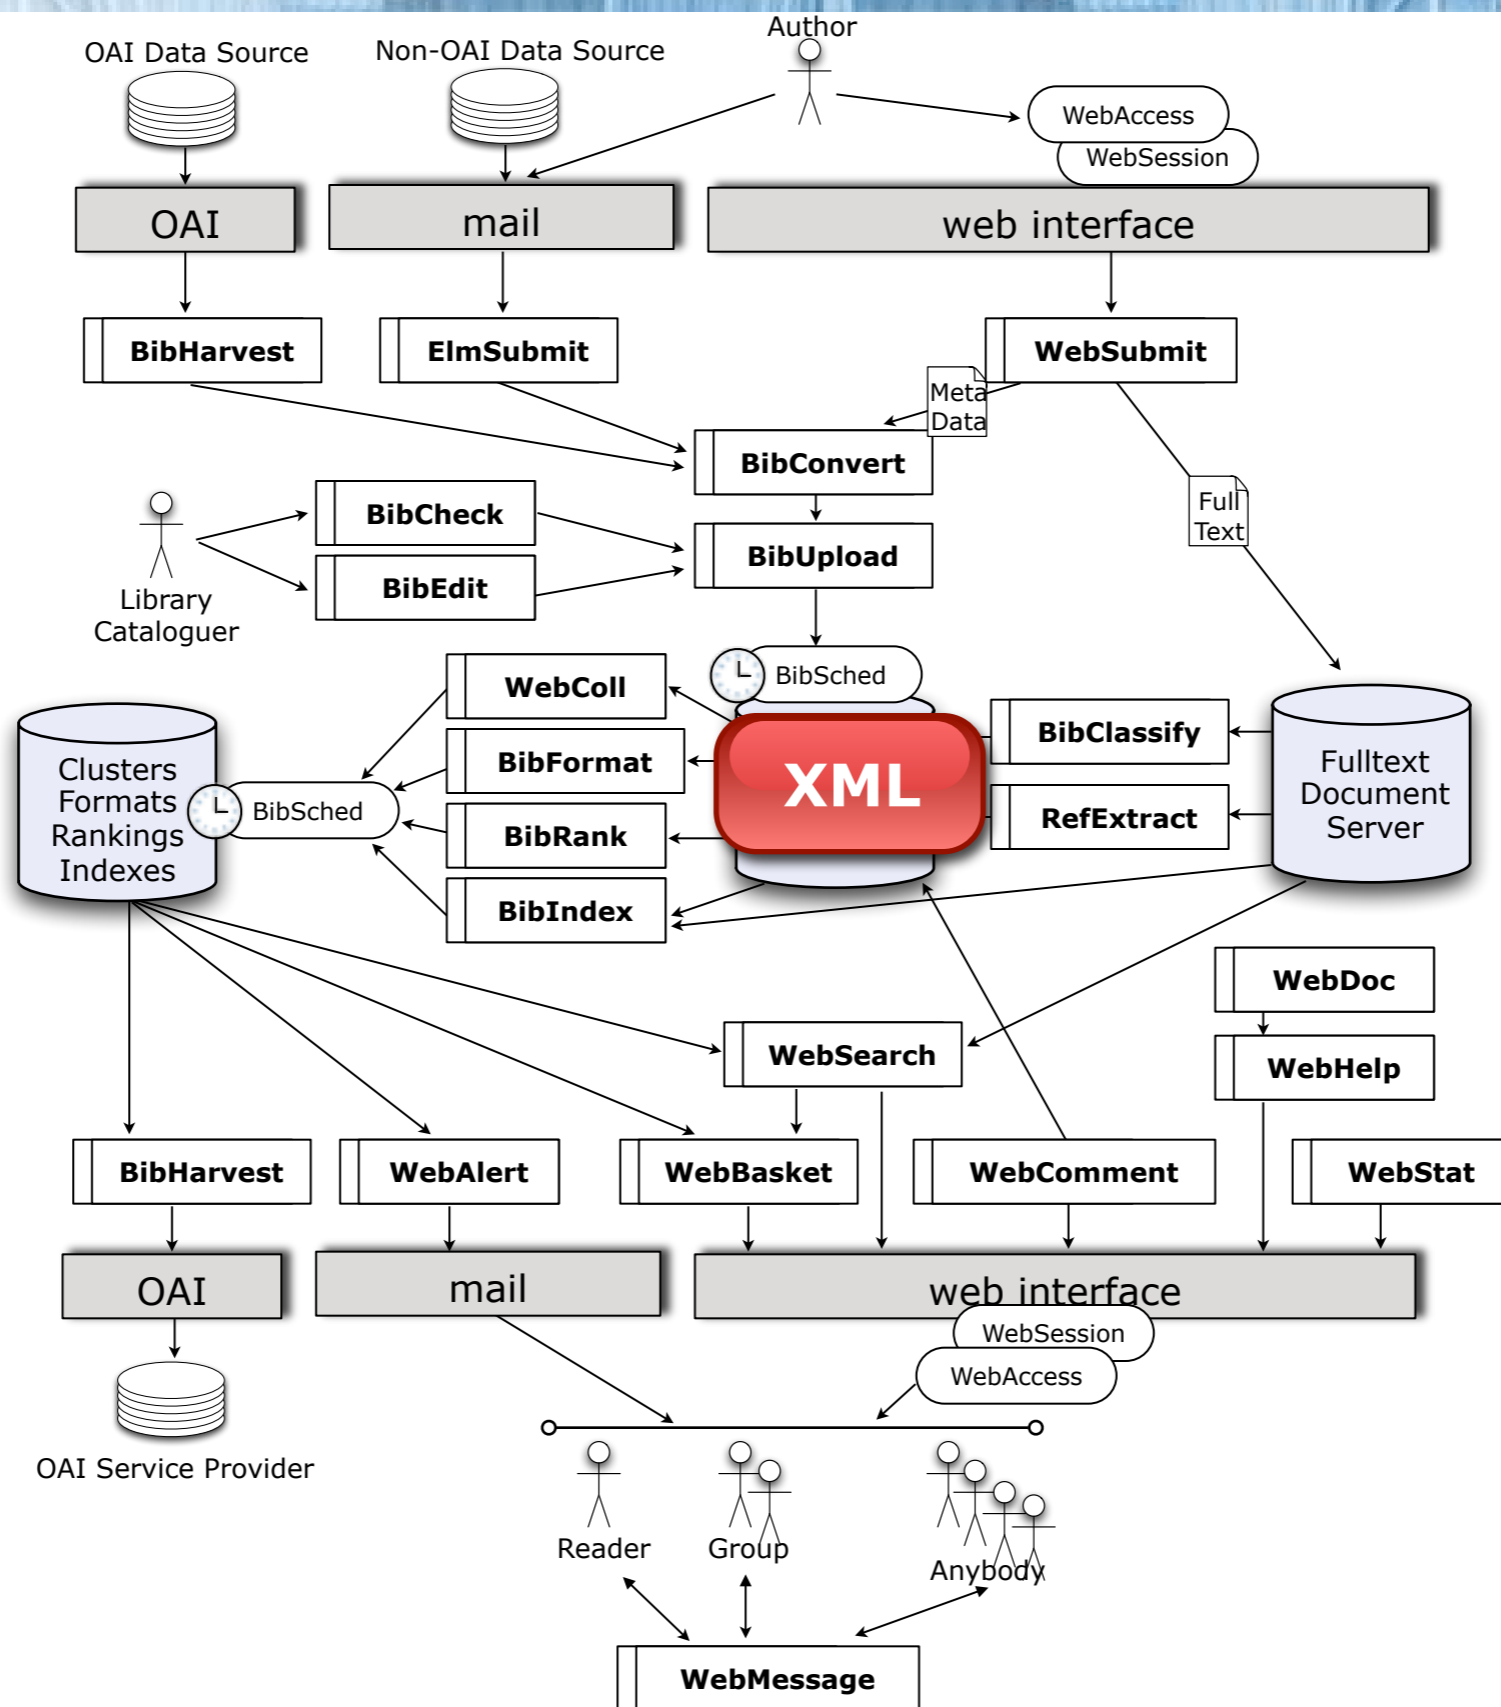 Author
OAI Data Source
Non-OAI Data Source
WebAccess
WebSession
OAI
mail
web interface
BibHarvest
ElmSubmit
WebSubmit
Meta
Data
BibConvert
Full
Text
BibCheck
BibUpload
BibEdit
Library
Cataloguer
BibSched
WebColl
BibClassify
BibFormat
XML
Clusters
Formats
Rankings
Indexes
BibSched
Fulltext
Document
Server
RefExtract
BibRank
BibIndex
WebDoc
WebSearch
WebHelp
BibHarvest
WebAlert
WebBasket
WebComment
WebStat
OAI
mail
web interface
WebSession
WebAccess
OAI Service Provider
Reader
Group
Anybody
WebMessage